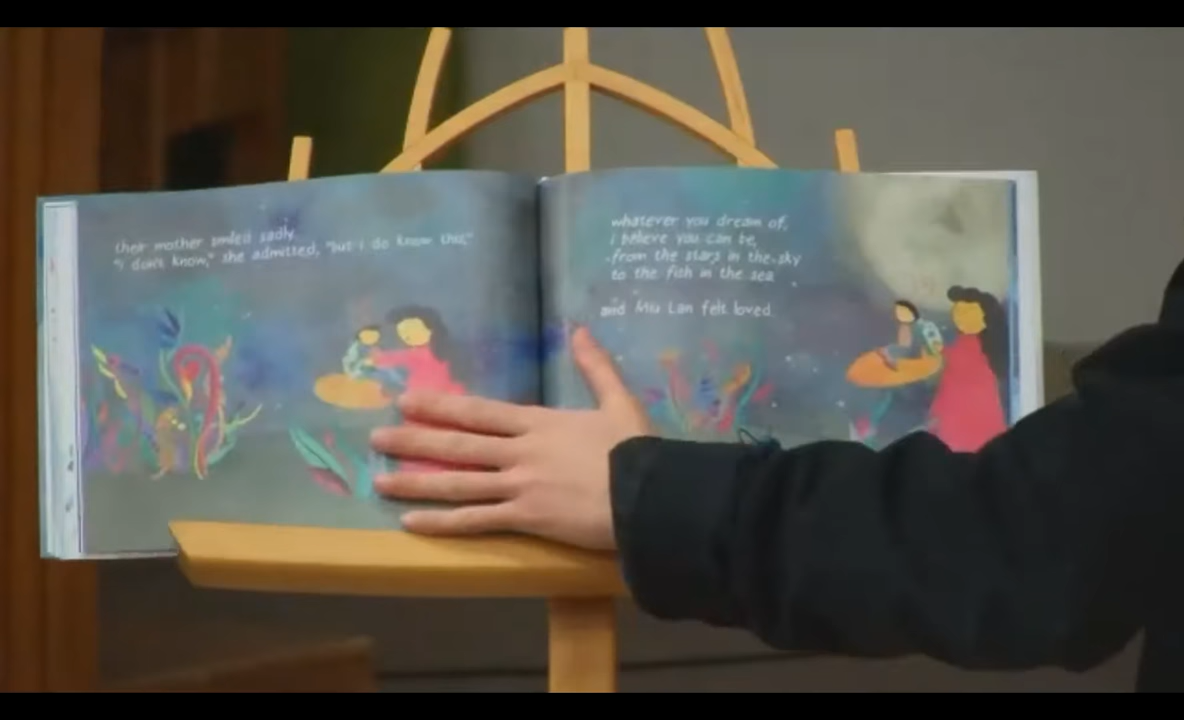 their mother smiled sadly.
"i don't know," she admitted, "but i do know this,"
whatever you dream of,
i believe you can be,
from the stars in the sky
to the fish in the sea
and Miu Lan felt loved